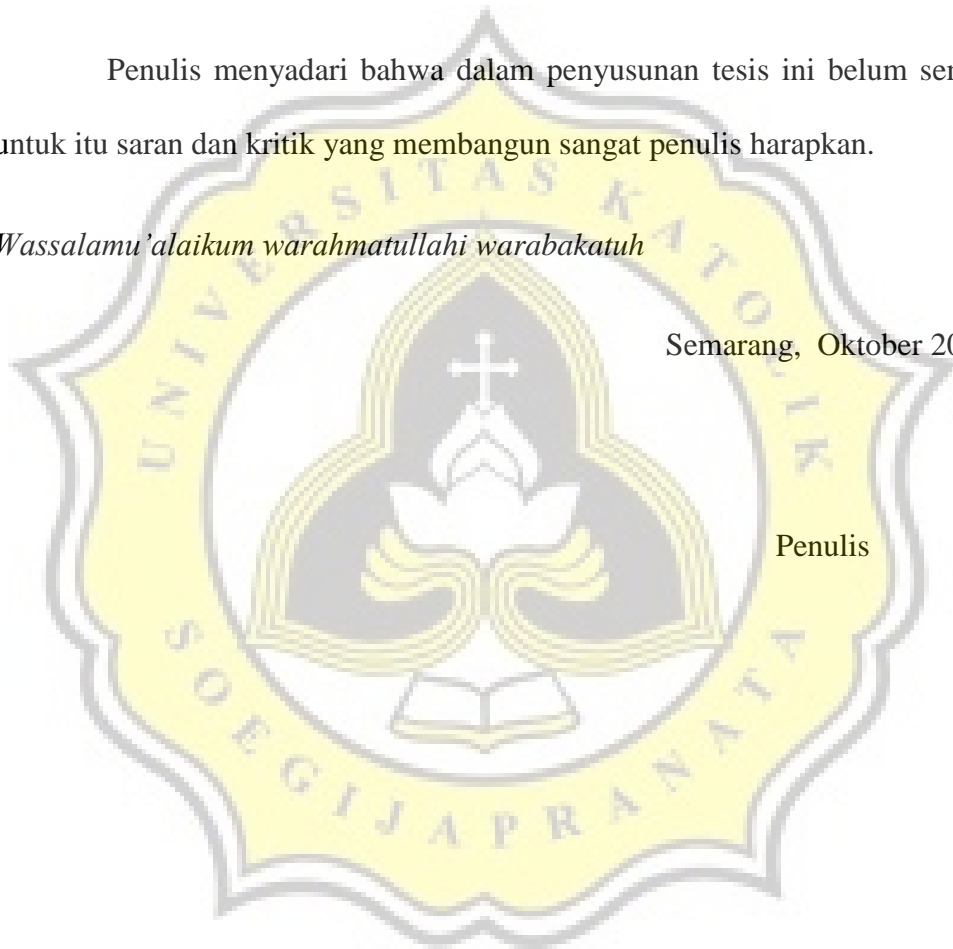 Penulis menyadari bahwa dalam penyusunan tesis ini belum
untuk itu saran dan kritik yang membangun sangat penulis harapkan.
Wassalamu’alaikum warahmatullahi warabakatuh
Semarang, Oktober 20
Penulis
UNIVERSITAS KATOLIK
SOEGIJAPRANATA